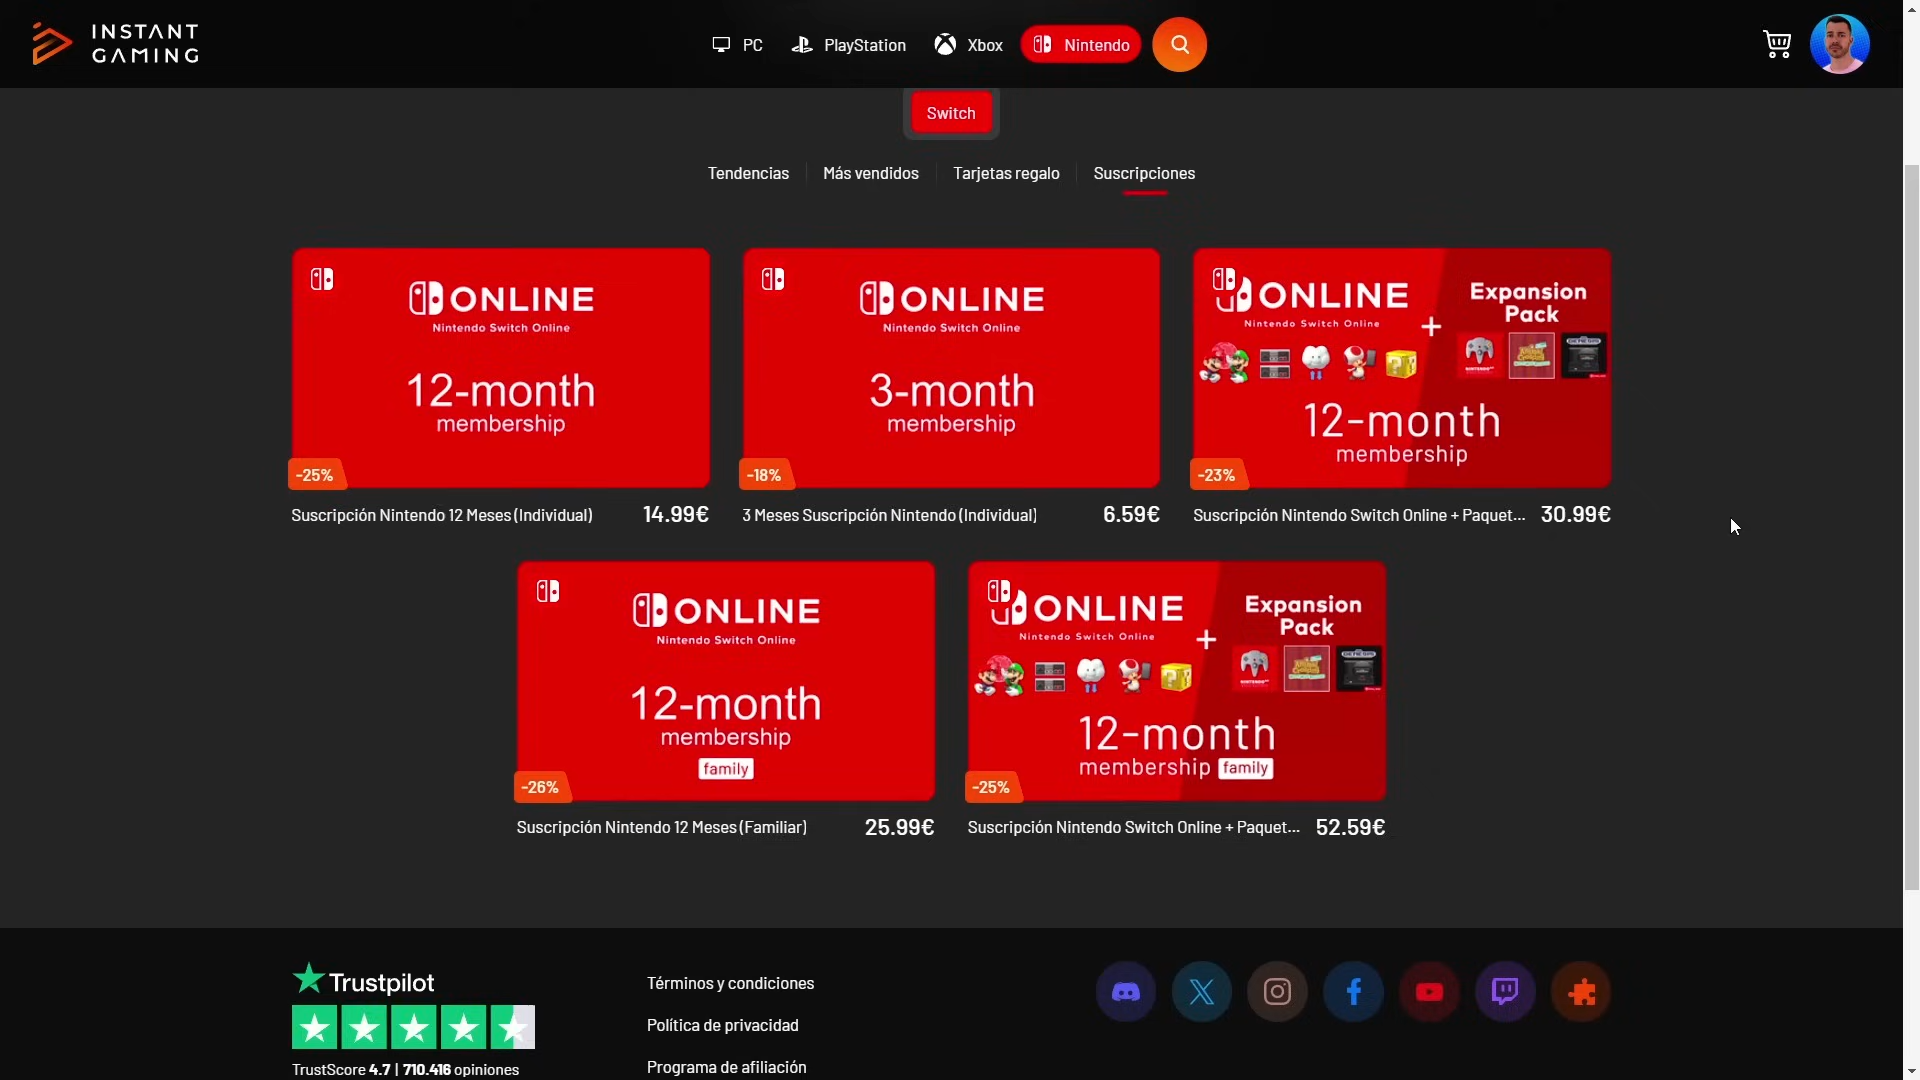 INSTANT
GAMING
PC
PlayStation
Xbox
Nintendo
Switch
Tendencias
Más vendidos
Tarjetas regalo
Suscripciones
ONLINE
Nintendo Switch Online
12-month
membership
-25%
Suscripción Nintendo 12 Meses (Individual)
14.99€
ONLINE
Nintendo Switch Online
3-month
membership
-18%
3 Meses Suscripción Nintendo (Individual)
6.59€
ONLINE
Nintendo Switch Online
+
Expansion
Pack
12-month
membership
-23%
Suscripción Nintendo Switch Online + Paquet...
30.99€
ONLINE
Nintendo Switch Online
12-month
membership
family
-26%
Suscripción Nintendo 12 Meses (Familiar)
25.99€
ONLINE
Nintendo Switch Online
+
Expansion
Pack
12-month
membership family
-25%
Suscripción Nintendo Switch Online + Paquet...
52.59€
Trustpilot
TrustScore 4.7 | 710.416 opiniones
Términos y condiciones
Política de privacidad
Programa de afiliación